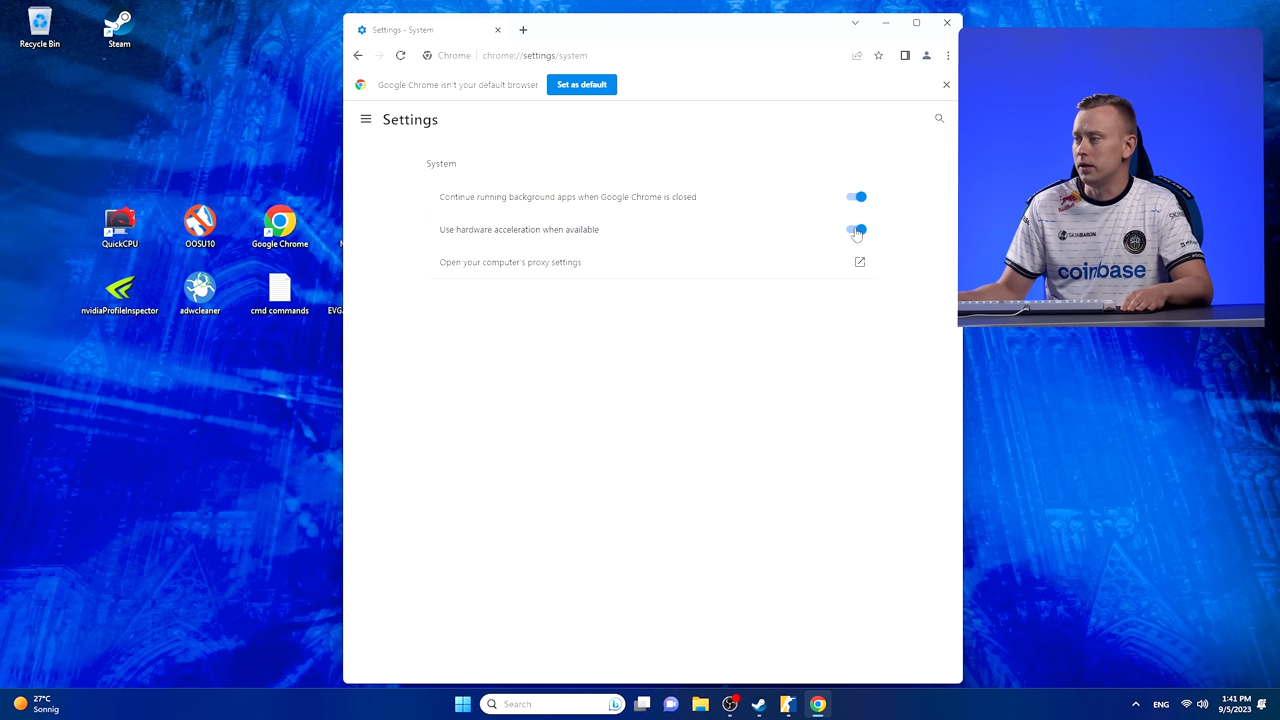 Recycle Bin
Steam
QuickCPU
OOSU10
Google Chrome
nvidiaProfileInspector
adwcleaner
cmd commands
EVGA
Settings - System
Chrome
chrome://settings/system
Google Chrome isn't your default browser
Set as default
Settings
System
Continue running background apps when Google Chrome is closed
Use hardware acceleration when available
Open your computer's proxy settings
Red Bull
SKINBARON
coinbase
27°C
Sonnig
Search
ENG
1:41 PM
9/5/2023